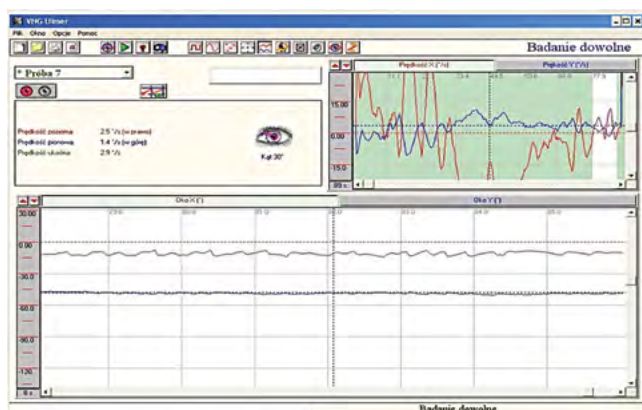 VNG Ulmer
Plik Okno Opcje Pomoc
Badanie dowolne
* Próba 7
Prędkość X (°/s)
Prędkość Y (°/s)
15.00
0.00
-15.0
Prędkość pozioma 2.5 °/s (w prawo)
Prędkość pionowa 1.4 °/s (w górę)
Prędkość ukośna 2.9 °/s
Kąt 30°
Oko X (°)
Oko Y (°)
30.00
0.00
-30.0
-60.0
-90.0
-120.
Badanie dowolne